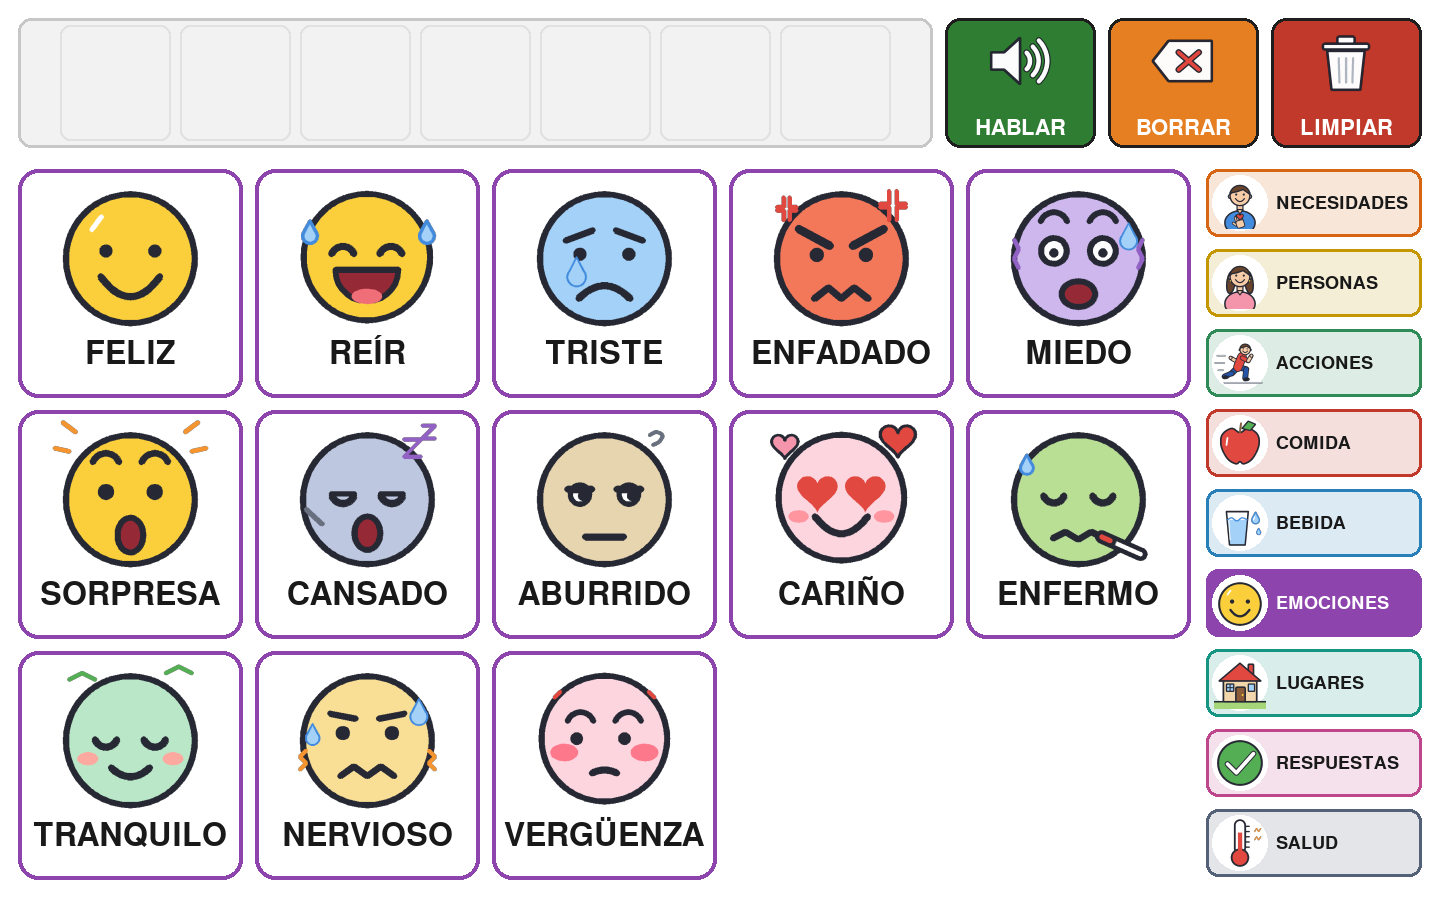 HABLAR
BORRAR
LIMPIAR
FELIZ
REÍR
TRISTE
ENFADADO
MIEDO
NECESIDADES
PERSONAS
ACCIONES
SORPRESA
CANSADO
ABURRIDO
CARIÑO
ENFERMO
COMIDA
BEBIDA
EMOCIONES
TRANQUILO
NERVIOSO
VERGÜENZA
LUGARES
RESPUESTAS
SALUD